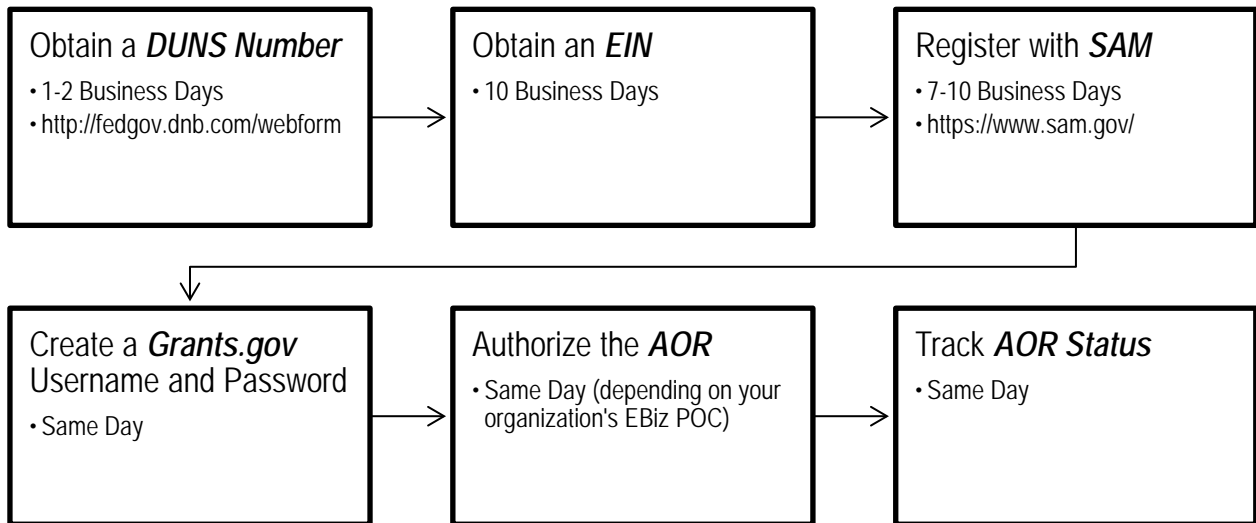 Obtain a DUNS Number
• 1-2 Business Days
• http://fedgov.dnb.com/webform
Obtain an EIN
• 10 Business Days
Register with SAM
• 7-10 Business Days
• https://www.sam.gov/
Create a Grants.gov
Username and Password
• Same Day
Authorize the AOR
• Same Day (depending on your
organization's EBiz POC)
Track AOR Status
• Same Day